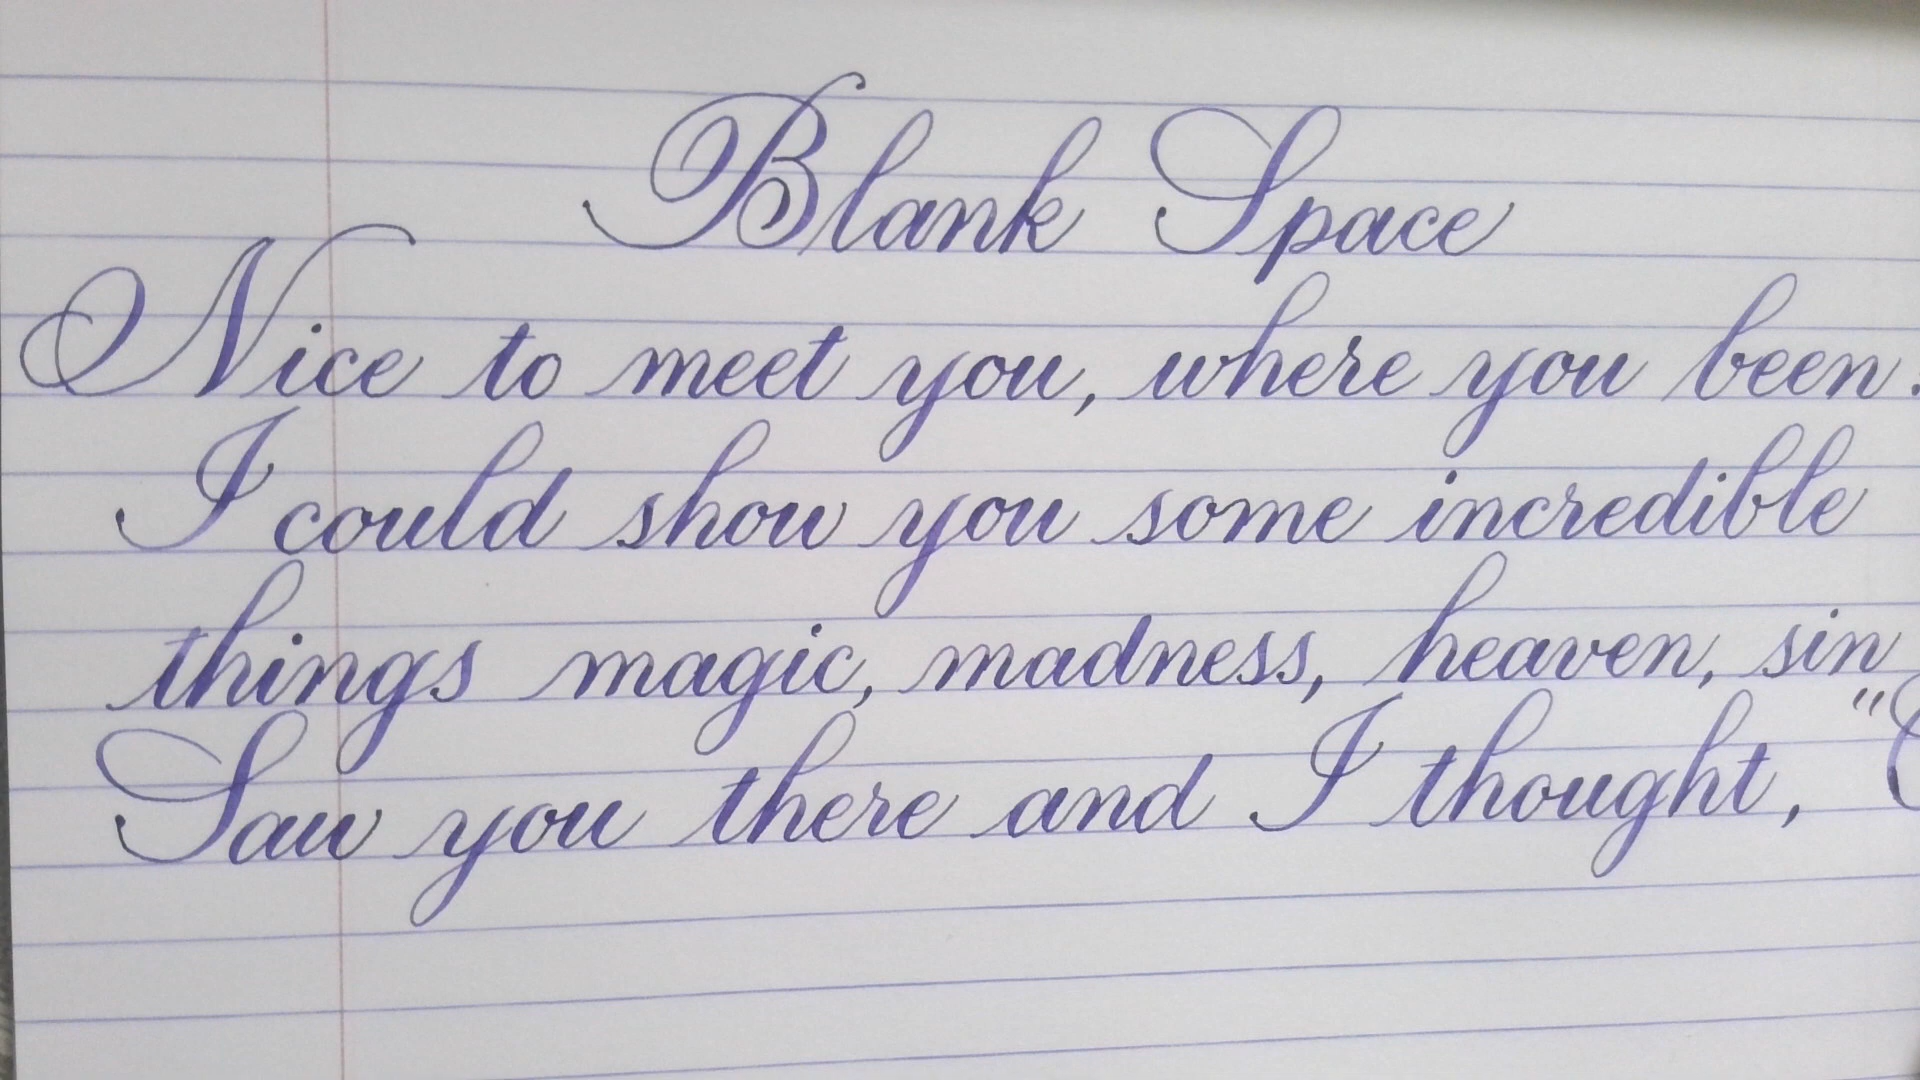 Blank Space
Nice to meet you, where you been.
I could show you some incredible
things magic, madness, heaven, sin
Saw you there and I thought, "